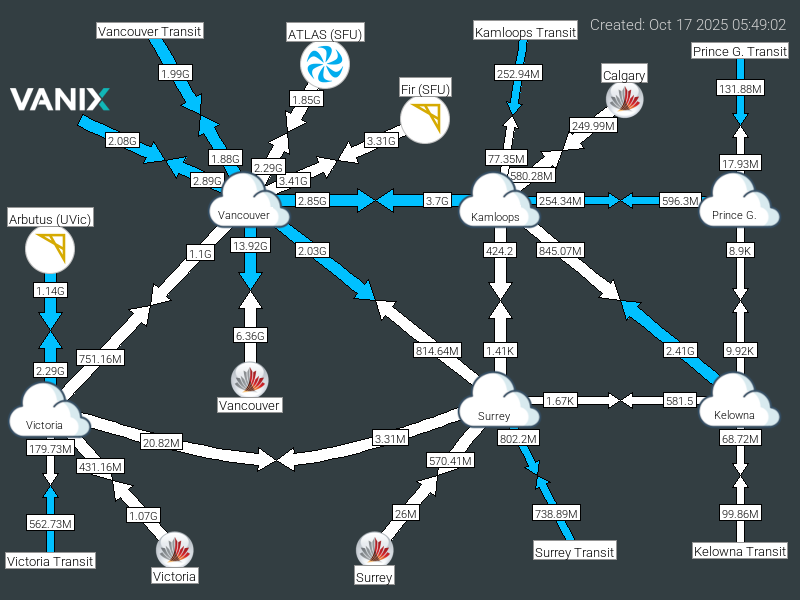 Created: Oct 17 2025 05:49:02
Vancouver Transit
ATLAS (SFU)
Kamloops Transit
Prince G. Transit
1.99G
252.94M
Calgary
131.88M
VANIX
1.85G
Fir (SFU)
249.99M
2.08G
3.31G
1.88G
2.29G
77.35M
17.93M
2.89G
3.41G
580.28M
Vancouver
2.85G
3.7G
Kamloops
254.34M
596.3M
Prince G.
Arbutus (UVic)
1.1G
13.92G
2.03G
424.2
845.07M
8.9K
1.14G
6.36G
751.16M
814.64M
1.41K
2.41G
9.92K
2.29G
Vancouver
Victoria
Surrey
1.67K
581.5
Kelowna
179.73M
20.82M
3.31M
802.2M
68.72M
431.16M
570.41M
562.73M
1.07G
26M
738.89M
99.86M
Victoria Transit
Victoria
Surrey
Surrey Transit
Kelowna Transit